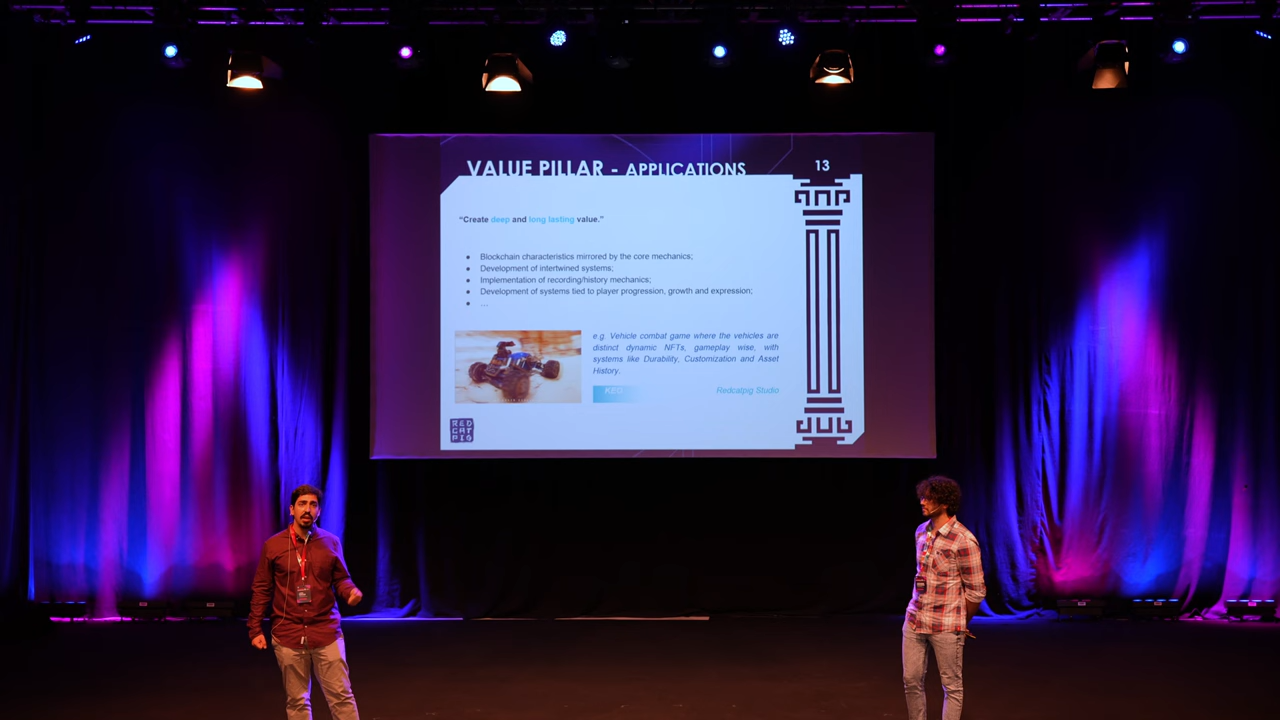 VALUE PILLAR - APPLICATIONS
13
“Create deep and long lasting value.”
● Blockchain characteristics mirrored by the core mechanics;
● Development of intertwined systems;
● Implementation of recording/history mechanics;
● Development of systems tied to player progression, growth and expression;
● ...
e.g. Vehicle combat game where the vehicles are
distinct dynamic NFTs, gameplay wise, with
systems like Durability, Customization and Asset
History.
Redcatpig Studio
RED
CAT
PIG